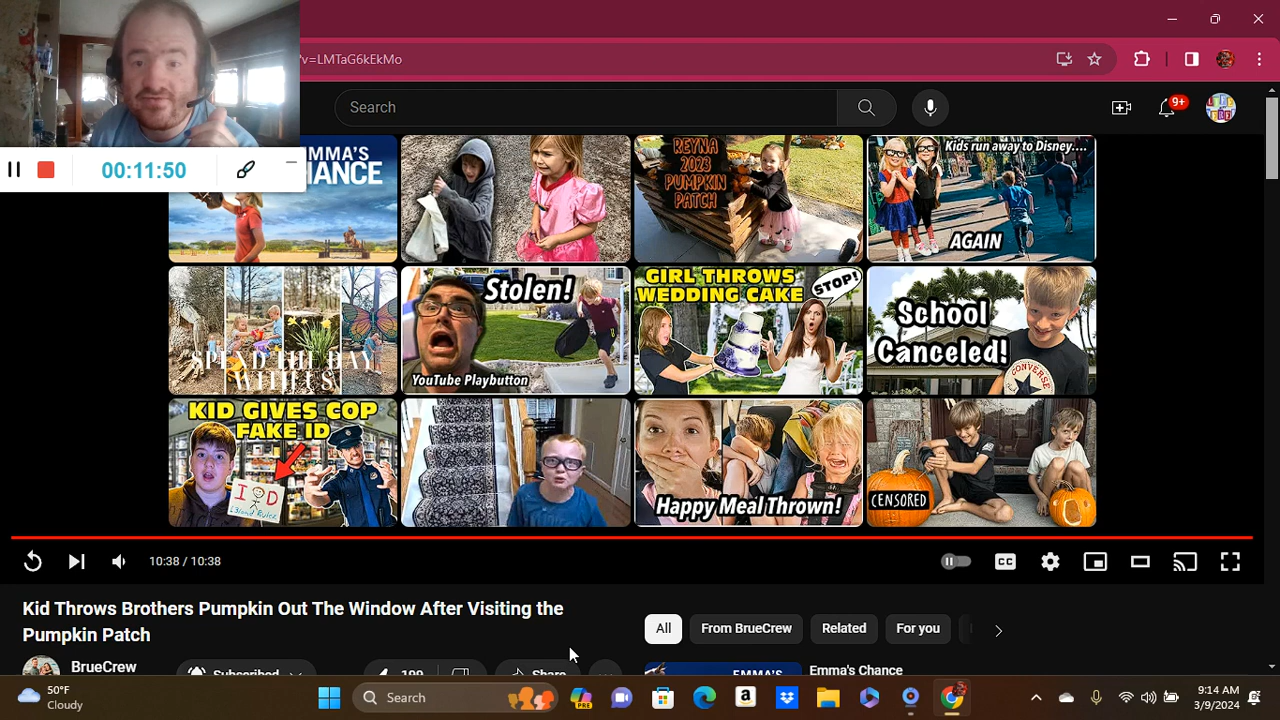 ?v=LMTaG6kEkMo
Search
9+
00:11:50
EMMA'S
CHANCE
REYNA
2023
PUMPKIN
PATCH
Kids run away to Disney....
AGAIN
SPEND THE DAY
WITH US
Stolen!
YouTube Playbutton
GIRL THROWS
WEDDING CAKE
STOP!
School
Canceled!
CONVERSE
KID GIVES COP
FAKE ID
I D
Happy Meal Thrown!
CENSORED
10:38 / 10:38
CC
Kid Throws Brothers Pumpkin Out The Window After Visiting the
Pumpkin Patch
All
From BrueCrew
Related
For you
BrueCrew
Subscribed
199
Share
EMMA'S
Emma's Chance
50°F
Cloudy
Search
PRE
9:14 AM
3/9/2024